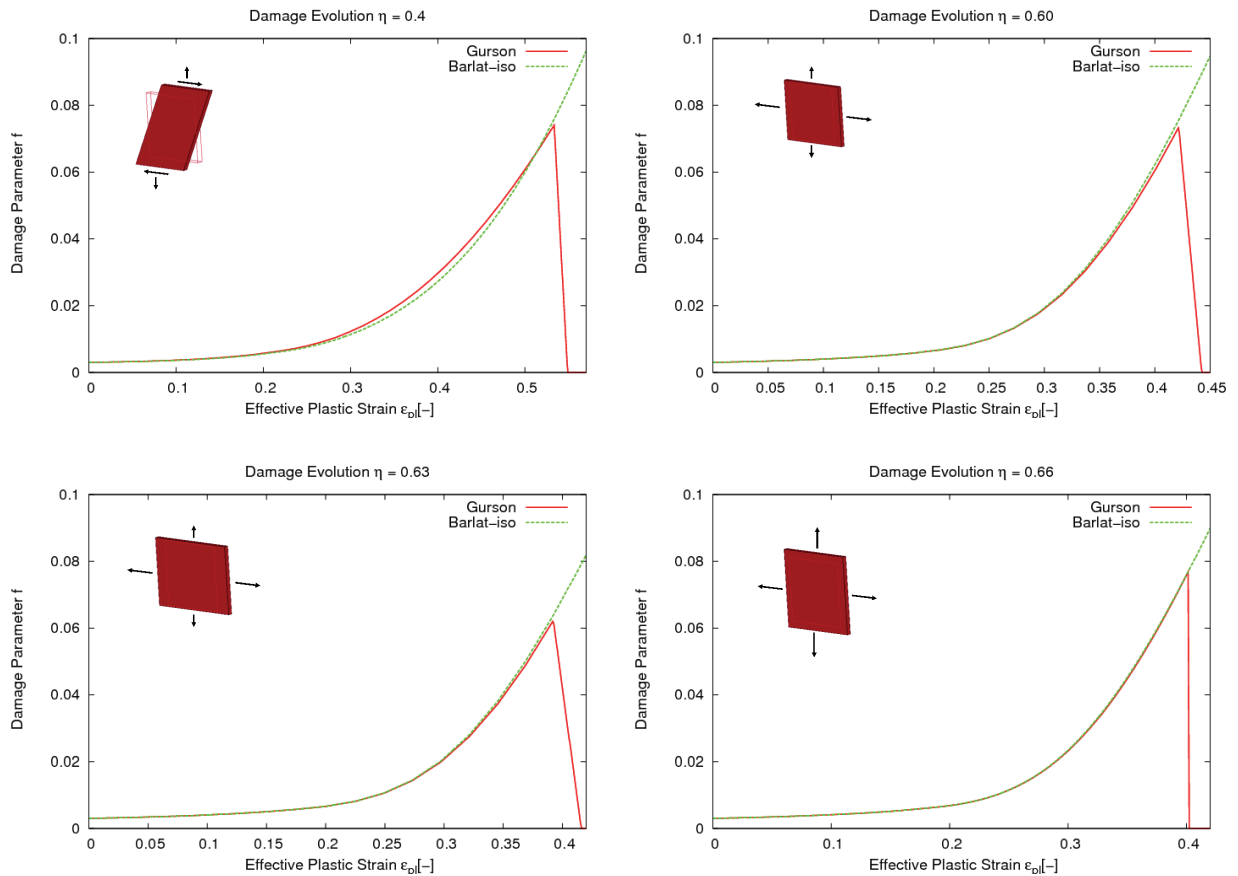 Damage Evolution η = 0.4
Gurson
Barlat−iso
0.1
0.08
0.06
0.04
0.02
0
Damage Parameter f
0 0.1 0.2 0.3 0.4 0.5
Effective Plastic Strain εpl[−]
Damage Evolution η = 0.60
Gurson
Barlat−iso
0.1
0.08
0.06
0.04
0.02
0
Damage Parameter f
0 0.05 0.1 0.15 0.2 0.25 0.3 0.35 0.4 0.45
Effective Plastic Strain εpl[−]
Damage Evolution η = 0.63
Gurson
Barlat−iso
0.1
0.08
0.06
0.04
0.02
0
Damage Parameter f
0 0.05 0.1 0.15 0.2 0.25 0.3 0.35 0.4
Effective Plastic Strain εpl[−]
Damage Evolution η = 0.66
Gurson
Barlat−iso
0.1
0.08
0.06
0.04
0.02
0
Damage Parameter f
0 0.1 0.2 0.3 0.4
Effective Plastic Strain εpl[−]